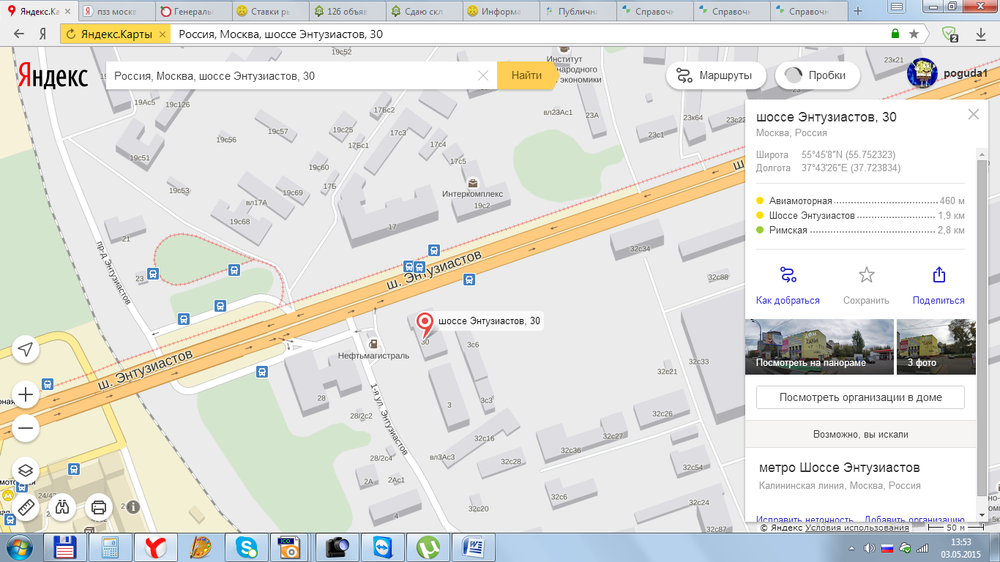 Яндекс.Ка
пзз москв
Генералы
Ставки ры
126 объяв
Сдаю скл
Информа
Публична
Справочн
Справочн
Справочн
Я
Яндекс.Карты
Россия, Москва, шоссе Энтузиастов, 30
2
Яндекс
Россия, Москва, шоссе Энтузиастов, 30
Найти
Маршруты
Пробки
poguda1
19с52
Институт
народного
экономики
23к21
19Ас5
19с126
17Бс2
вл23Ас1
23А
23к64
23с22
19с57
19с56
19с25
17Бс1
17с3
17с4
23с1
19с51
19с60
17с5
19с53
17Б
19с69
вл17А
Интеркомплекс
19с2
19с68
17
21
пр-д Энтузиастов
23
ш. Энтузиастов
32с34
32с88
шоссе Энтузиастов, 30
30
3с6
Нефтьмагистраль
ш. Энтузиастов
32с33
32с21
28
1-я ул. Энтузиастов
3
3с3
28/2с2
32с26
32с27
32с16
32с36
28/2с4
вл3Ас3
32с28
32с54
2А
2Ас1
32с6
32с20
32с24
32с87
24/43
шоссе Энтузиастов, 30
Москва, Россия
Широта 55°45′8″N (55.752323)
Долгота 37°43′26″E (37.723834)
Авиамоторная 460 м
Шоссе Энтузиастов 1,9 км
Римская 2,8 км
Как добраться
Сохранить
Поделиться
Посмотреть на панораме
3 фото
Посмотреть организации в доме
Возможно, вы искали
метро Шоссе Энтузиастов
Калининская линия, Москва, Россия
Исправить неточность
Добавить организацию
© Яндекс Условия использования
50 м
13:53
03.05.2015